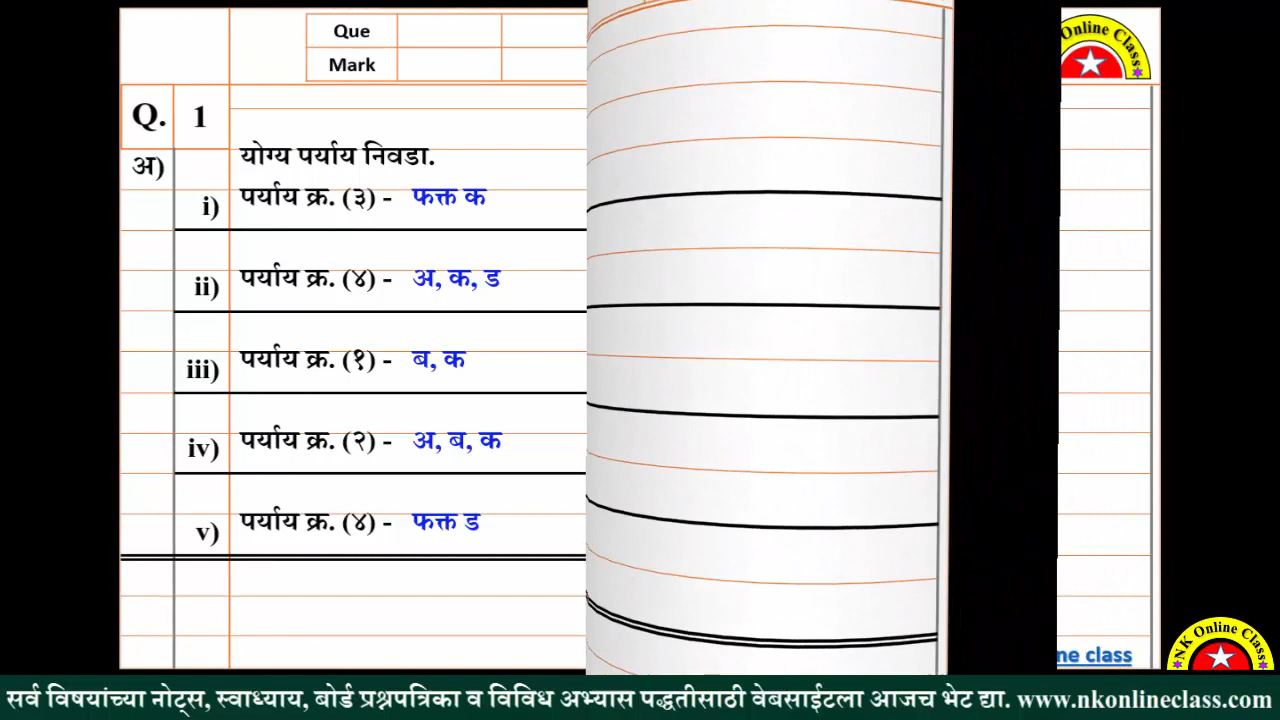 Que
Mark
Online Class
Q. 1
अ) योग्य पर्याय निवडा.
i) पर्याय क्र. (३) - फक्त क
ii) पर्याय क्र. (४) - अ, क, ड
iii) पर्याय क्र. (१) - ब, क
iv) पर्याय क्र. (२) - अ, ब, क
v) पर्याय क्र. (४) - फक्त ड
NK Online Class
ne class
सर्व विषयांच्या नोट्स, स्वाध्याय, बोर्ड प्रश्नपत्रिका व विविध अभ्यास पद्धतीसाठी वेबसाईटला आजच भेट द्या. www.nkonlineclass.com